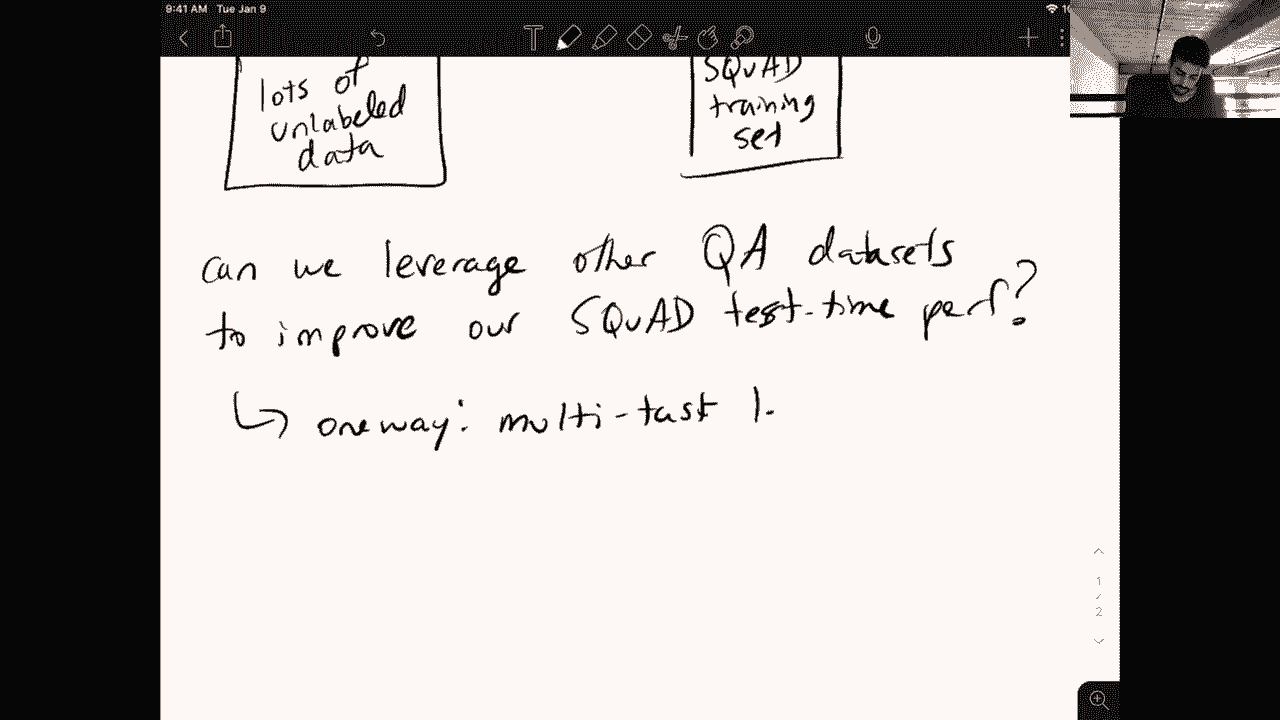 9:41 AM Tue Jan 9
lots of
unlabeled
data
SQuAD
training
set
can we leverage other QA datasets
to improve our SQuAD test-time perf?
one way: multi-task l
1
/
2